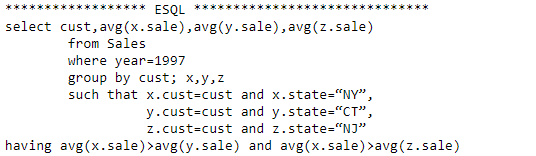 ****************** ESQL ******************************
select cust,avg(x.sale),avg(y.sale),avg(z.sale)
from Sales
where year=1997
group by cust; x,y,z
such that x.cust=cust and x.state=“NY”,
y.cust=cust and y.state=“CT”,
z.cust=cust and z.state=“NJ”
having avg(x.sale)>avg(y.sale) and avg(x.sale)>avg(z.sale)